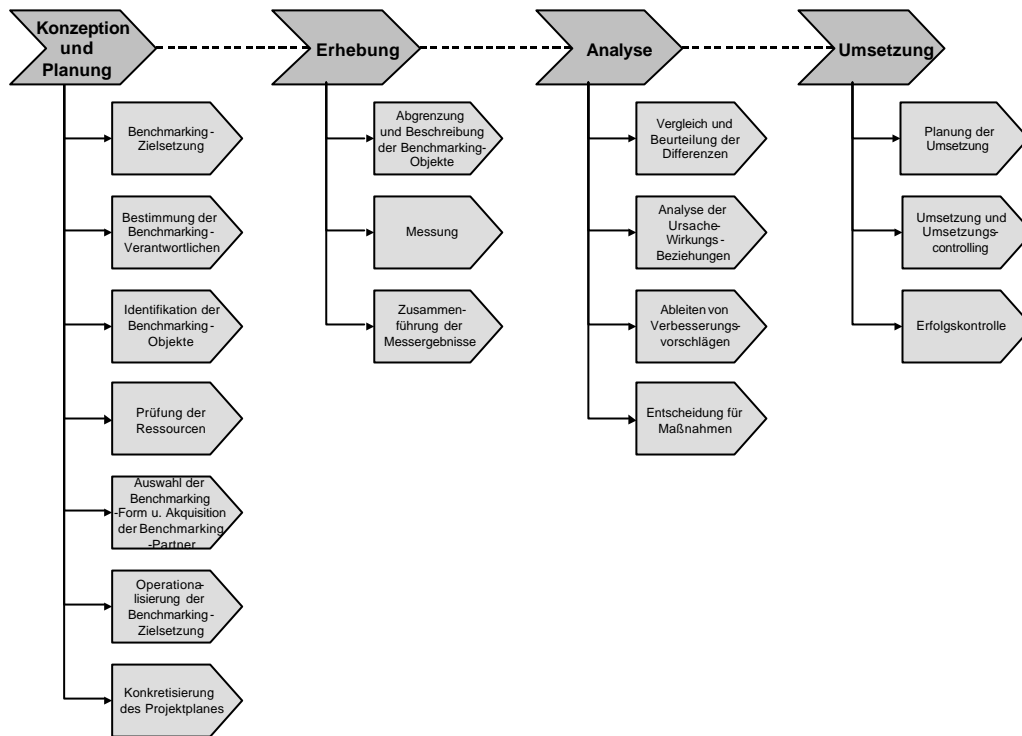 Konzeption
und
Planung
Erhebung
Analyse
Umsetzung
Benchmarking-
Zielsetzung
Bestimmung der
Benchmarking-
Verantwortlichen
Identifikation der
Benchmarking-
Objekte
Prüfung der
Ressourcen
Auswahl der
Benchmarking
-Form u. Akquisition
der Benchmarking
-Partner
Operationa-
lisierung der
Benchmarking-
Zielsetzung
Konkretisierung
des Projektplanes
Abgrenzung
und Beschreibung
der Benchmarking-
Objekte
Messung
Zusammen-
führung der
Messergebnisse
Vergleich und
Beurteilung der
Differenzen
Analyse der
Ursache-
Wirkungs-
Beziehungen
Ableiten von
Verbesserungs-
vorschlägen
Entscheidung für
Maßnahmen
Planung der
Umsetzung
Umsetzung und
Umsetzungs-
controlling
Erfolgskontrolle